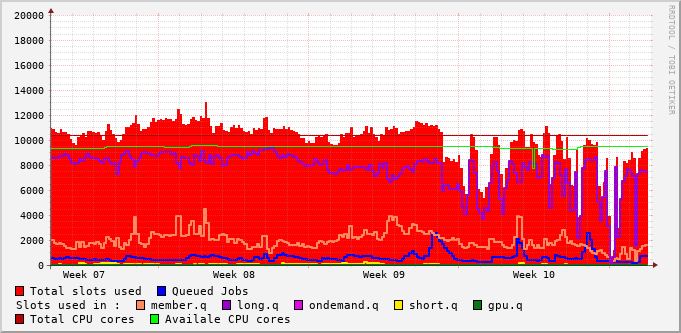 20000
18000
16000
14000
12000
10000
8000
6000
4000
2000
0
Week 07 Week 08 Week 09 Week 10
RRDTOOL / TOBI OETIKER
Total slots used Queued Jobs
Slots used in : member.q long.q ondemand.q short.q gpu.q
Total CPU cores Availale CPU cores